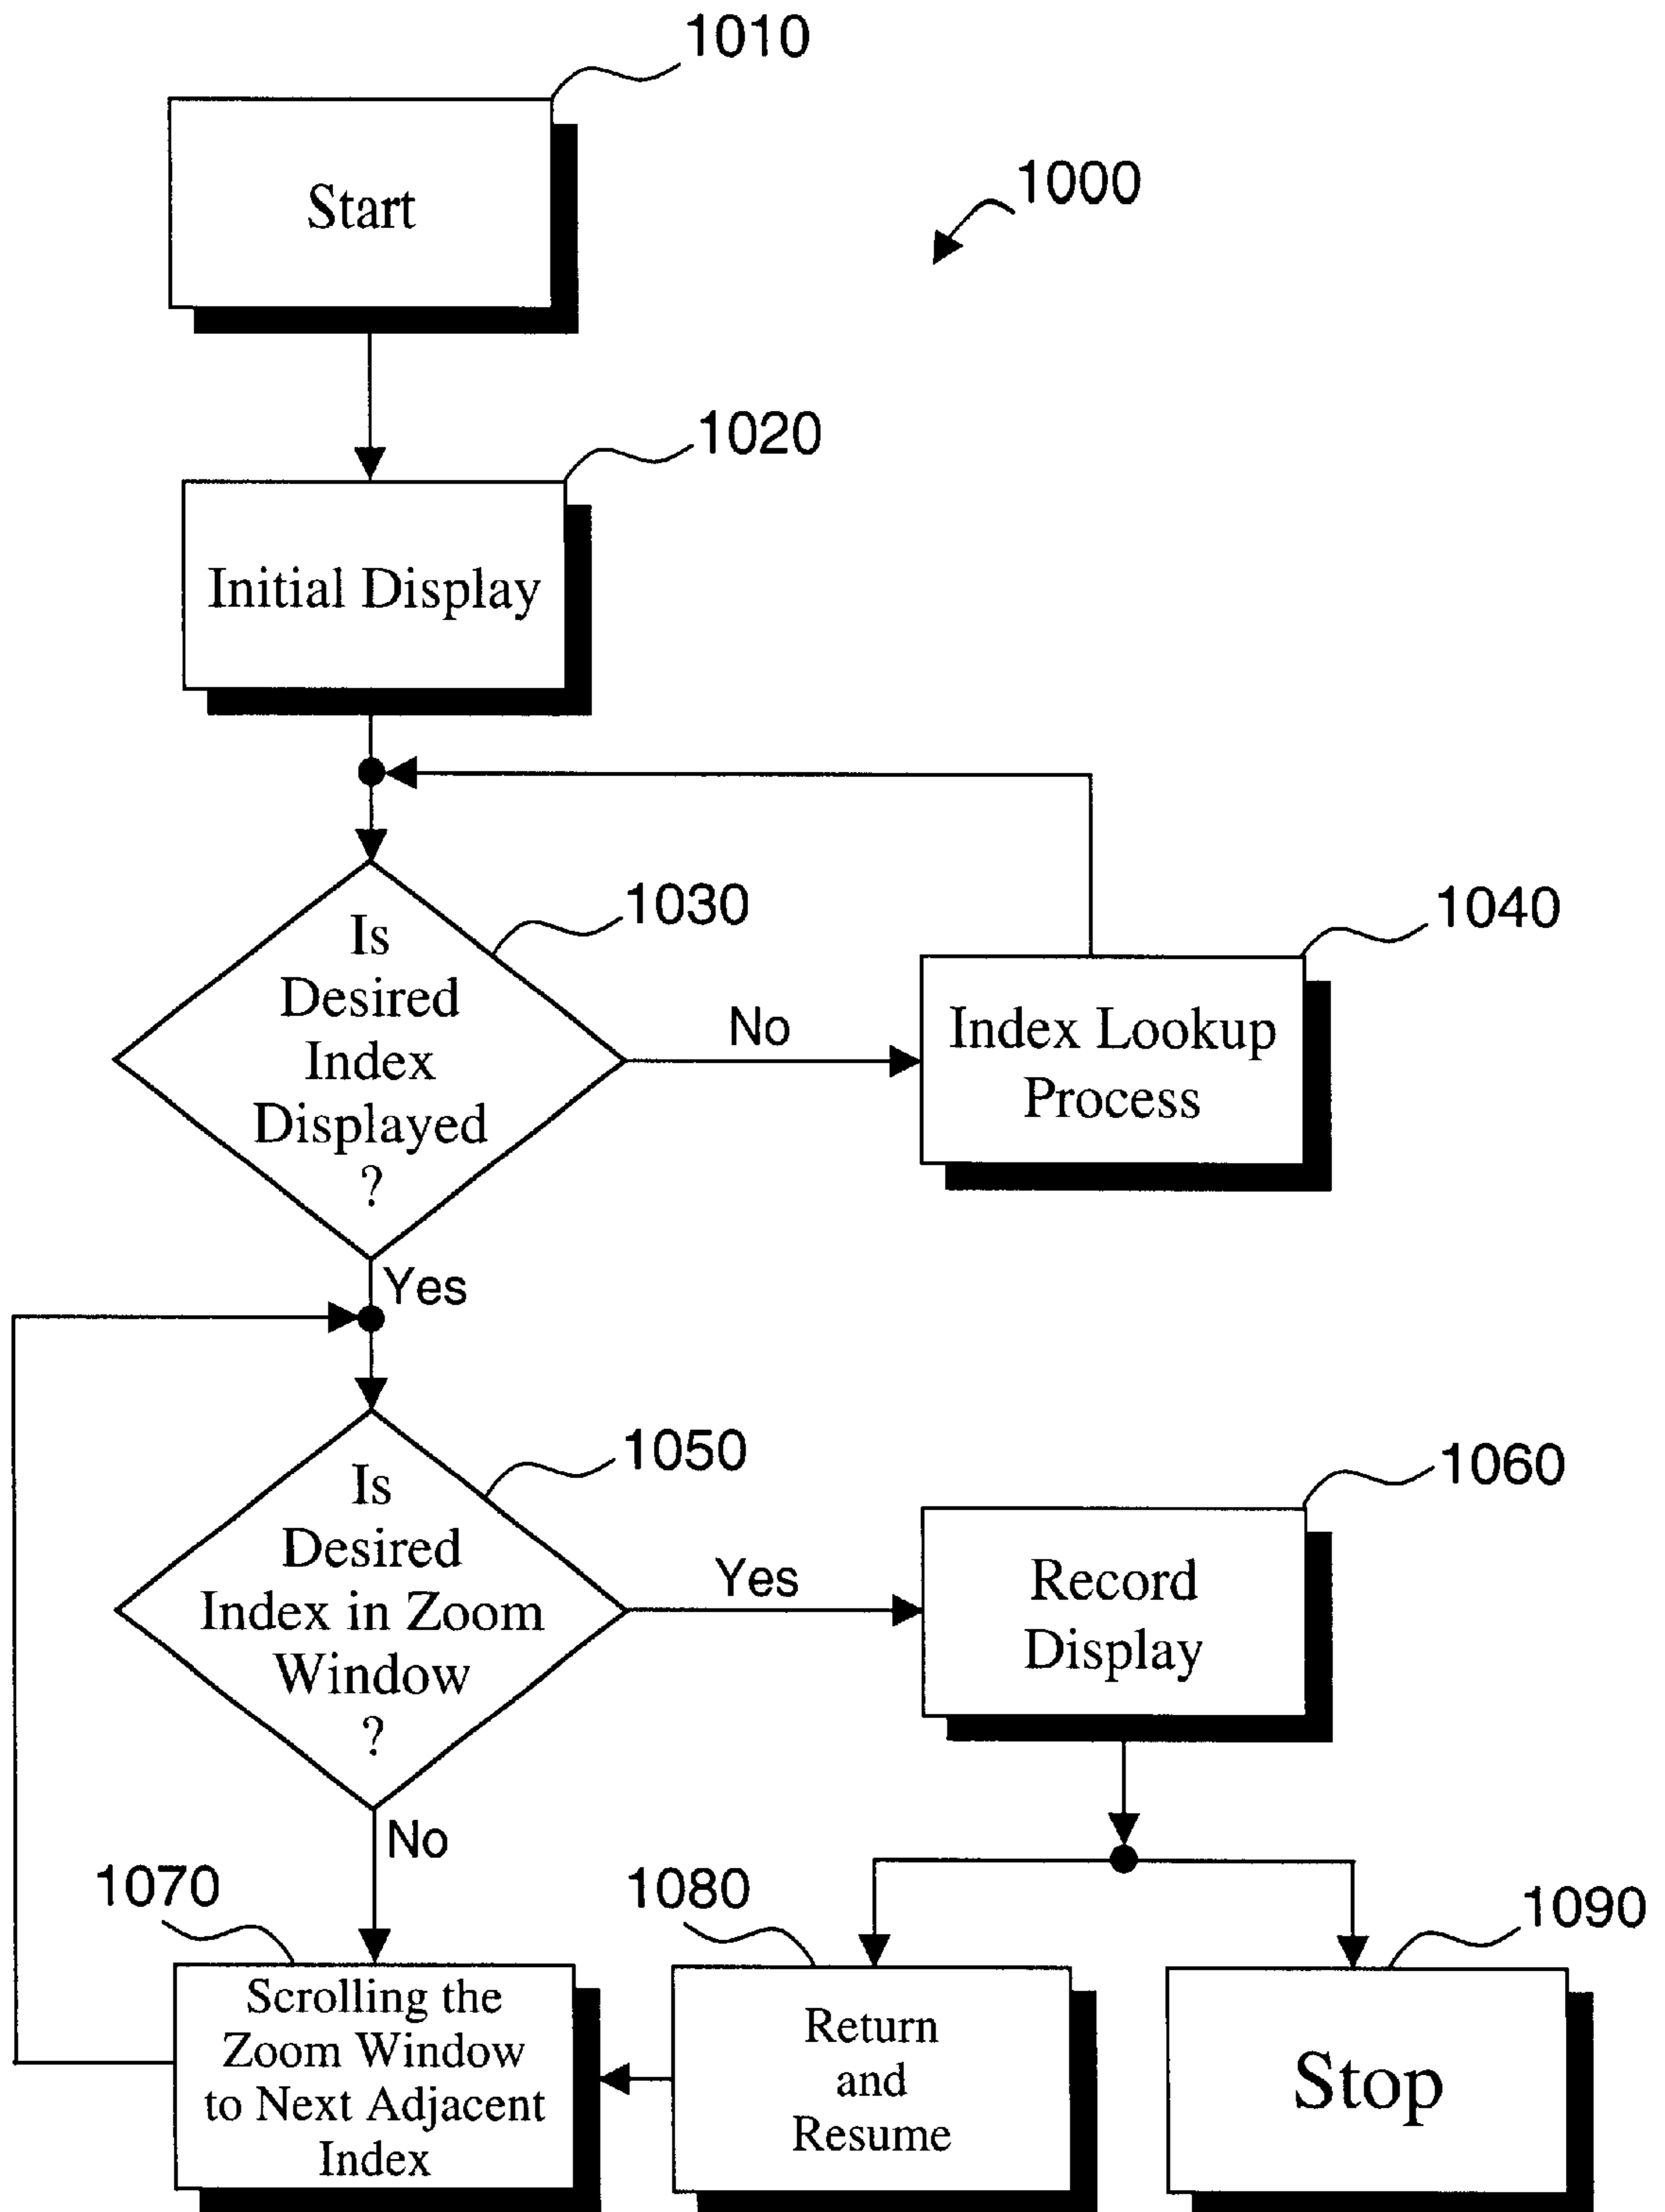 1010
Start
1000
1020
Initial Display
1030
Is
Desired
Index
Displayed
?
No
1040
Index Lookup
Process
Yes
1050
Is
Desired
Index in Zoom
Window
?
Yes
1060
Record
Display
No
1070
Scrolling the
Zoom Window
to Next Adjacent
Index
1080
Return
and
Resume
1090
Stop